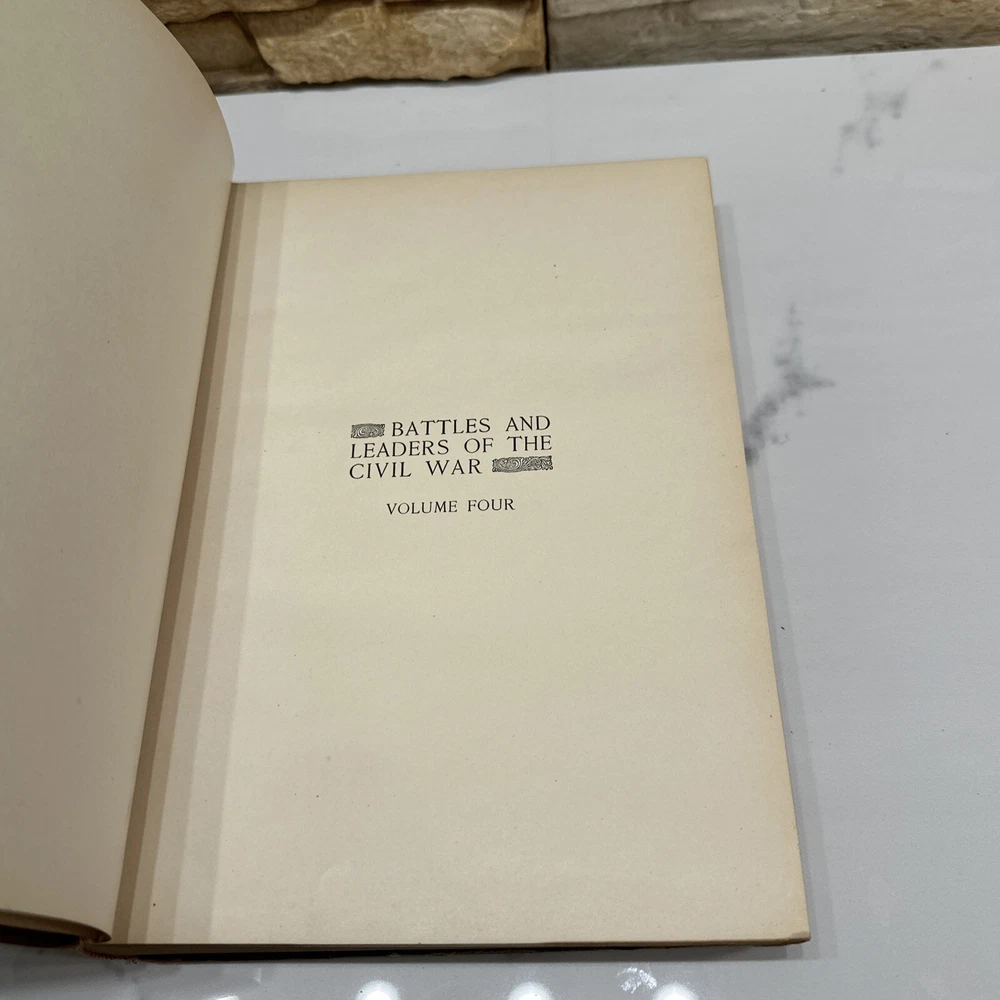 BATTLES AND
LEADERS OF THE
CIVIL WAR
VOLUME FOUR